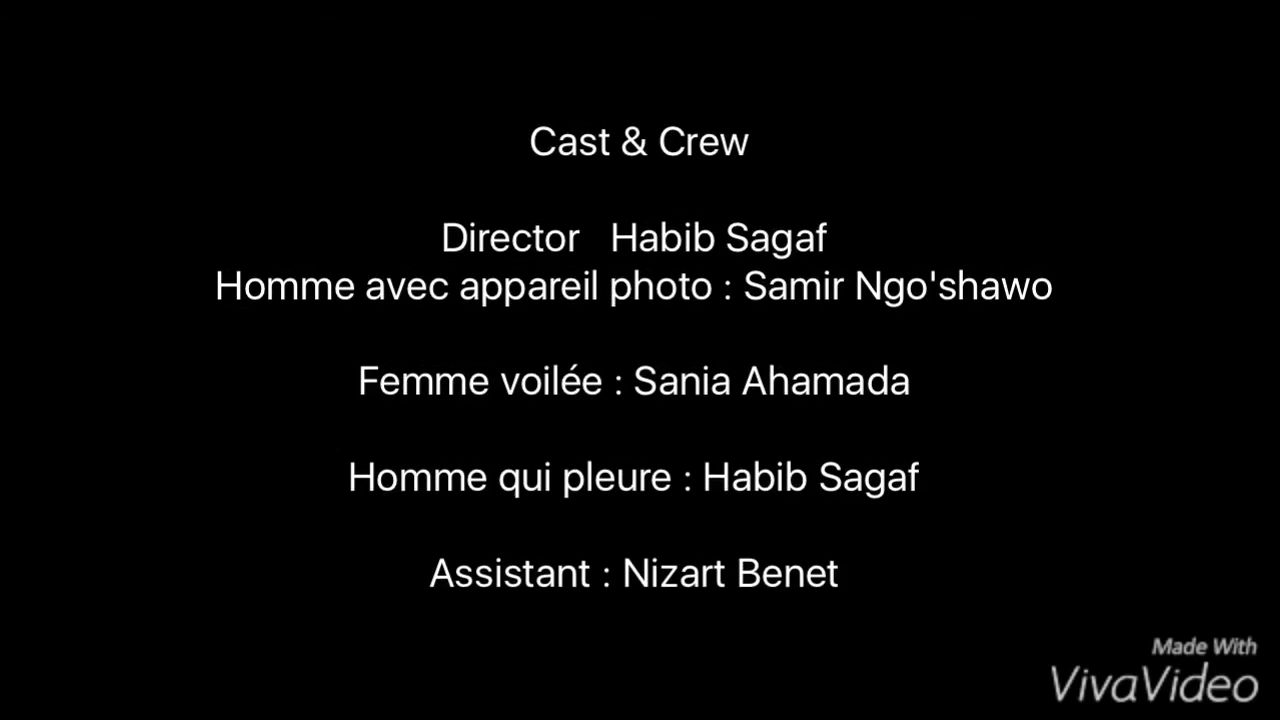 Cast & Crew
Director   Habib Sagaf
Homme avec appareil photo : Samir Ngo'shawo
Femme voilée : Sania Ahamada
Homme qui pleure : Habib Sagaf
Assistant : Nizart Benet
Made With
VivaVideo